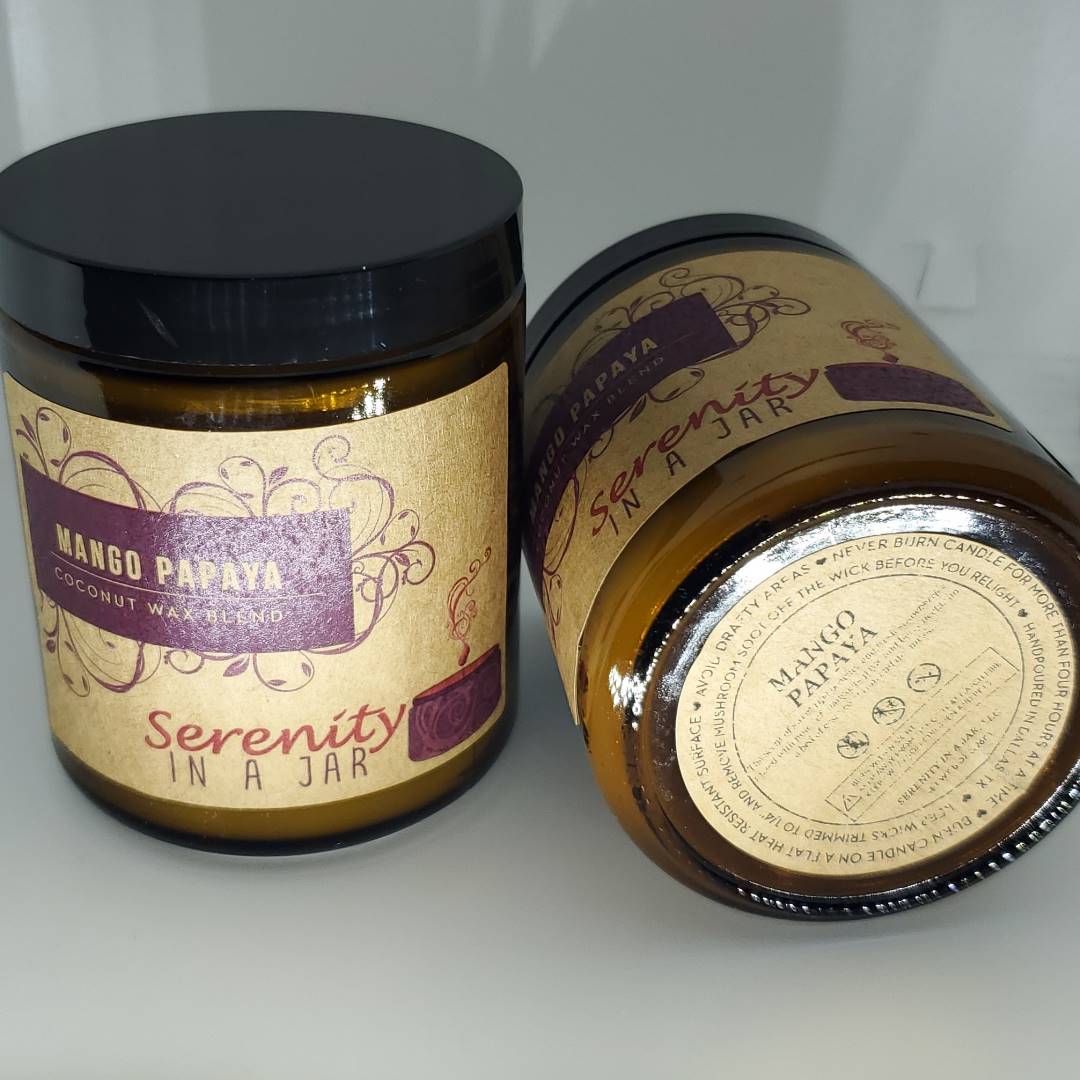 MANGO PAPAYA
COCONUT WAX BLEND
Serenity
IN A JAR
MANGO PAPAYA
COCONUT WAX BLEND
Serenity
IN A JAR
NEVER BURN CANDLE FOR MORE THAN FOUR HOURS AT A TIME ♥ BURN CANDLE ON A FLAT HEAT RESISTANT SURFACE ♥ AVOID DRAFTY AREAS ♥
HANDPOURED IN DALLAS, TX ♥ KEEP WICKS TRIMMED TO 1/4" AND REMOVE MUSHROOM SOOT OFF THE WICK BEFORE YOU RELIGHT ♥
MANGO
PAPAYA
SERENITY IN A JAR, LLC